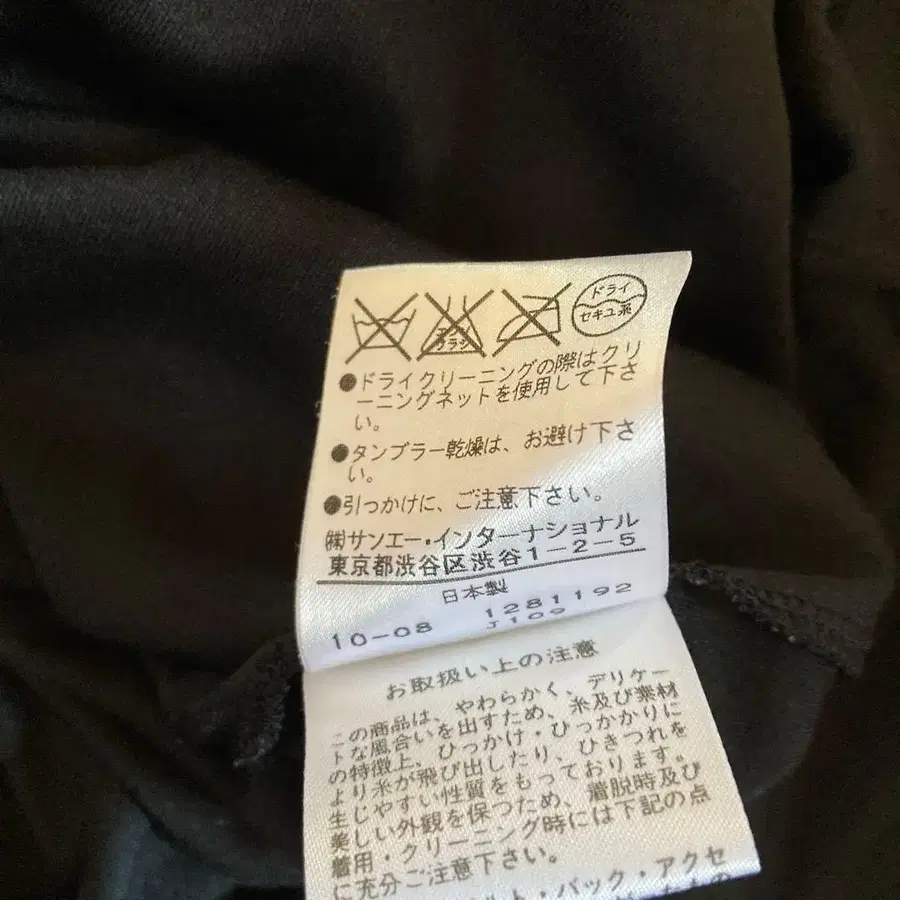 ドライ
セキユ系
●ドライクリーニングの際はクリ
ーニングネットを使用して下さ
い。
●タンブラー乾燥は、お避け下さ
い。
●引っかけに、ご注意下さい。
㈱サンエー・インターナショナル
東京都渋谷区渋谷1-2-5
日本製
10-08 1281192
J109
お取扱い上の注意
この商品は、やわらかく、デリケー
トな風合いを出すため、糸及び素材
の特徴上、ひっかけ・ひっかかりに
より糸が飛び出したり、ひきつれを
生じやすい性質をもっております。
美しい外観を保つため、着脱時及び
着用・クリーニング時には下記の点
に充分ご注意下さい。
ルト・バック・アクセ